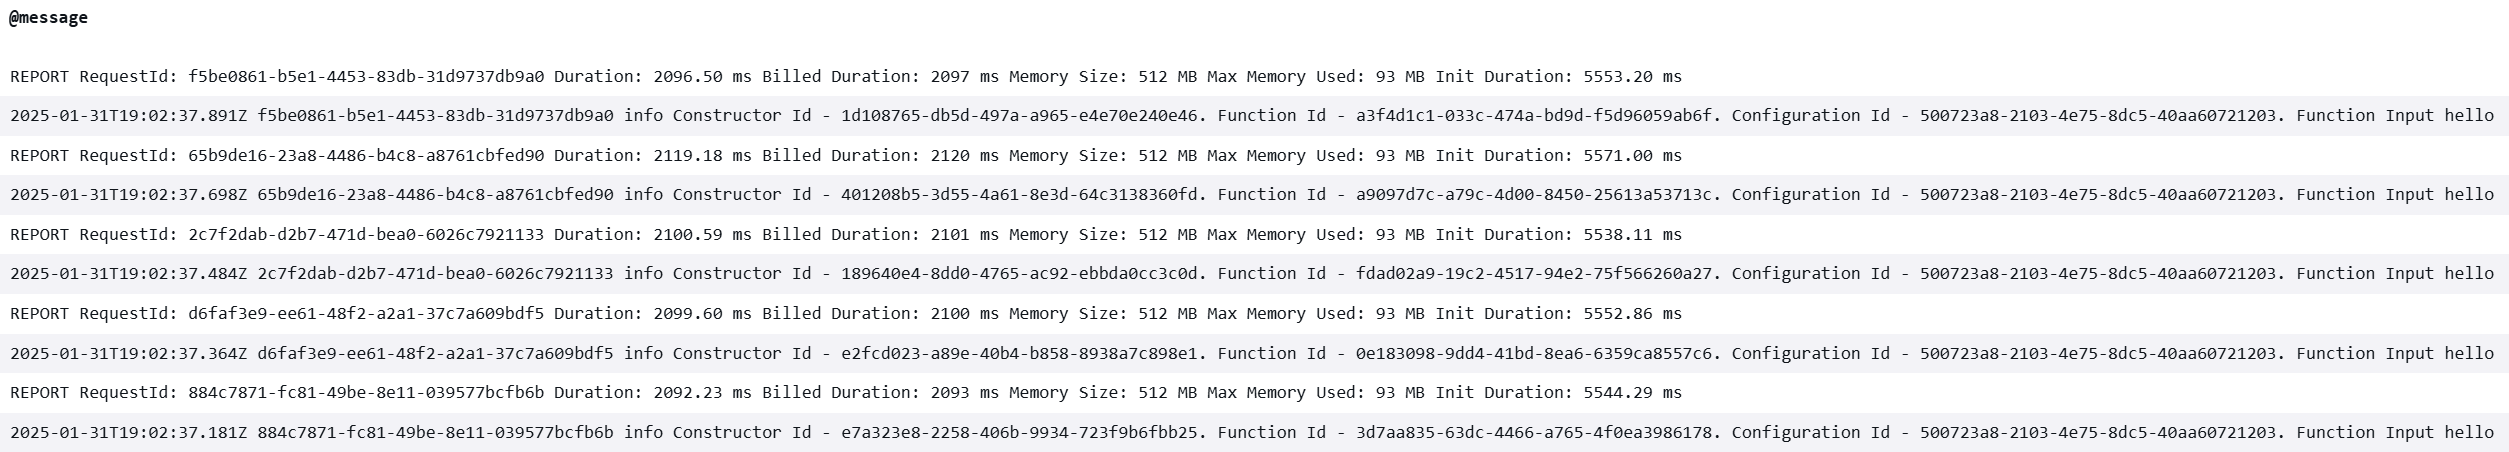 @message
REPORT RequestId: f5be0861-b5e1-4453-83db-31d9737db9a0 Duration: 2096.50 ms Billed Duration: 2097 ms Memory Size: 512 MB Max Memory Used: 93 MB Init Duration: 5553.20 ms
2025-01-31T19:02:37.891Z f5be0861-b5e1-4453-83db-31d9737db9a0 info Constructor Id - 1d108765-db5d-497a-a965-e4e70e240e46. Function Id - a3f4d1c1-033c-474a-bd9d-f5d96059ab6f. Configuration Id - 500723a8-2103-4e75-8dc5-40aa60721203. Function Input hello
REPORT RequestId: 65b9de16-23a8-4486-b4c8-a8761cbfed90 Duration: 2119.18 ms Billed Duration: 2120 ms Memory Size: 512 MB Max Memory Used: 93 MB Init Duration: 5571.00 ms
2025-01-31T19:02:37.698Z 65b9de16-23a8-4486-b4c8-a8761cbfed90 info Constructor Id - 401208b5-3d55-4a61-8e3d-64c3138360fd. Function Id - a9097d7c-a79c-4d00-8450-25613a53713c. Configuration Id - 500723a8-2103-4e75-8dc5-40aa60721203. Function Input hello
REPORT RequestId: 2c7f2dab-d2b7-471d-bea0-6026c7921133 Duration: 2100.59 ms Billed Duration: 2101 ms Memory Size: 512 MB Max Memory Used: 93 MB Init Duration: 5538.11 ms
2025-01-31T19:02:37.484Z 2c7f2dab-d2b7-471d-bea0-6026c7921133 info Constructor Id - 189640e4-8dd0-4765-ac92-ebbda0cc3c0d. Function Id - fdad02a9-19c2-4517-94e2-75f566260a27. Configuration Id - 500723a8-2103-4e75-8dc5-40aa60721203. Function Input hello
REPORT RequestId: d6faf3e9-ee61-48f2-a2a1-37c7a609bdf5 Duration: 2099.60 ms Billed Duration: 2100 ms Memory Size: 512 MB Max Memory Used: 93 MB Init Duration: 5552.86 ms
2025-01-31T19:02:37.364Z d6faf3e9-ee61-48f2-a2a1-37c7a609bdf5 info Constructor Id - e2fcd023-a89e-40b4-b858-8938a7c898e1. Function Id - 0e183098-9dd4-41bd-8ea6-6359ca8557c6. Configuration Id - 500723a8-2103-4e75-8dc5-40aa60721203. Function Input hello
REPORT RequestId: 884c7871-fc81-49be-8e11-039577bcfb6b Duration: 2092.23 ms Billed Duration: 2093 ms Memory Size: 512 MB Max Memory Used: 93 MB Init Duration: 5544.29 ms
2025-01-31T19:02:37.181Z 884c7871-fc81-49be-8e11-039577bcfb6b info Constructor Id - e7a323e8-2258-406b-9934-723f9b6fbb25. Function Id - 3d7aa835-63dc-4466-a765-4f0ea3986178. Configuration Id - 500723a8-2103-4e75-8dc5-40aa60721203. Function Input hello